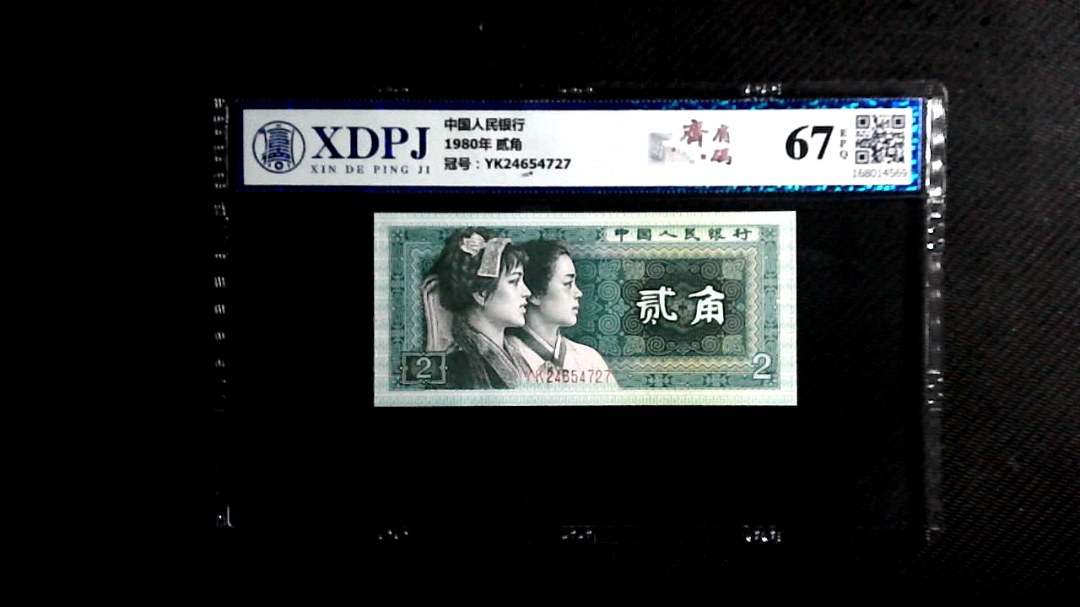 XDPJ
XIN DE PING JI
中国人民银行
1980年 贰角
冠号：YK24654727
67
EPQ
168014569
中国人民银行
贰角
2
2
YK24654727